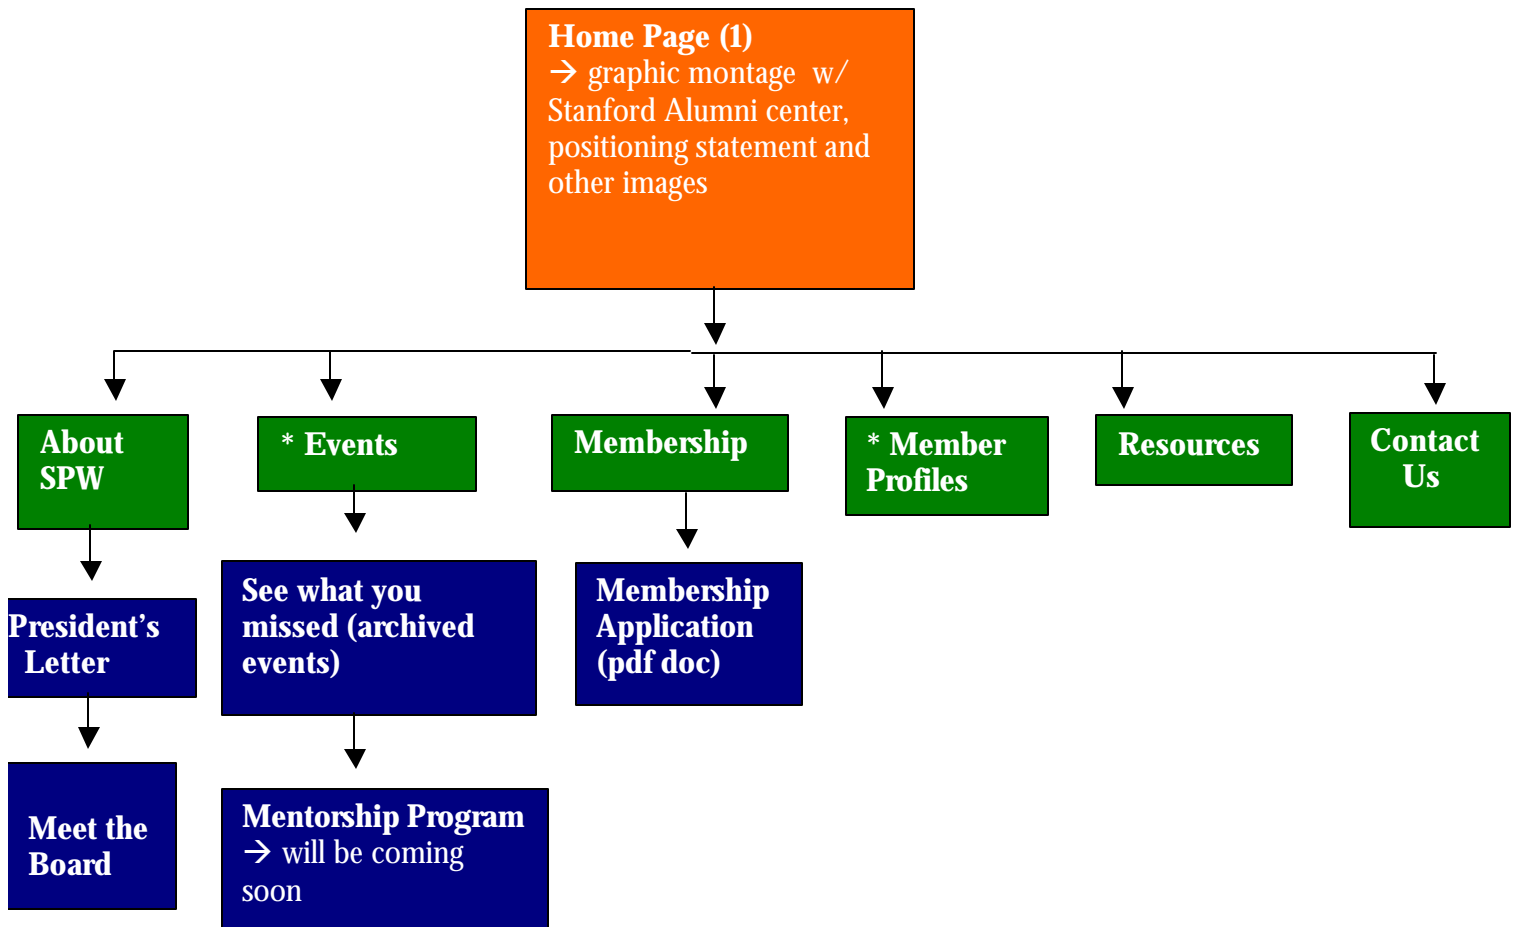 Home Page (1)
→ graphic montage w/
Stanford Alumni center,
positioning statement and
other images
About
SPW
* Events
Membership
* Member
Profiles
Resources
Contact
Us
President’s
Letter
See what you
missed (archived
events)
Membership
Application
(pdf doc)
Meet the
Board
Mentorship Program
→ will be coming
soon